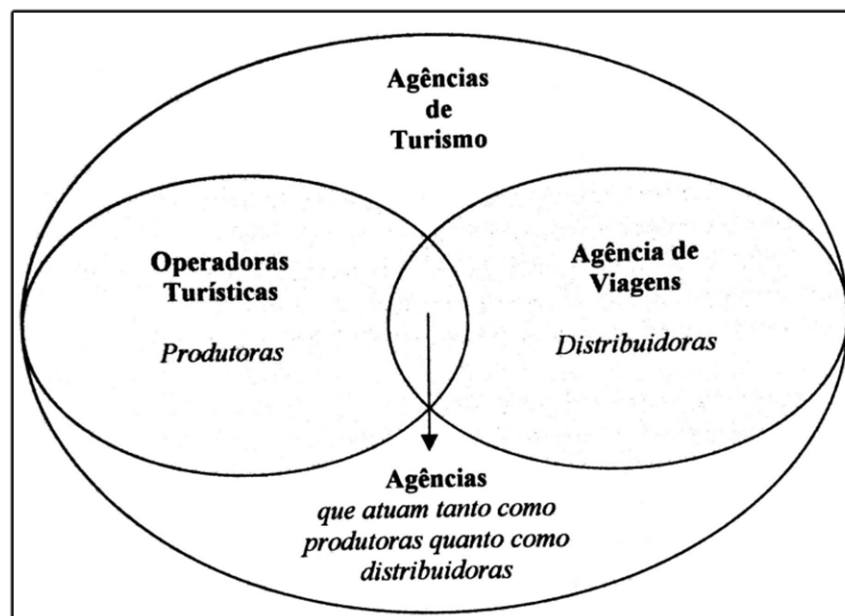 Agências
de
Turismo
Operadoras
Turísticas
Produtoras
Agência de
Viagens
Distribuidoras
Agências
que atuam tanto como
produtoras quanto como
distribuidoras